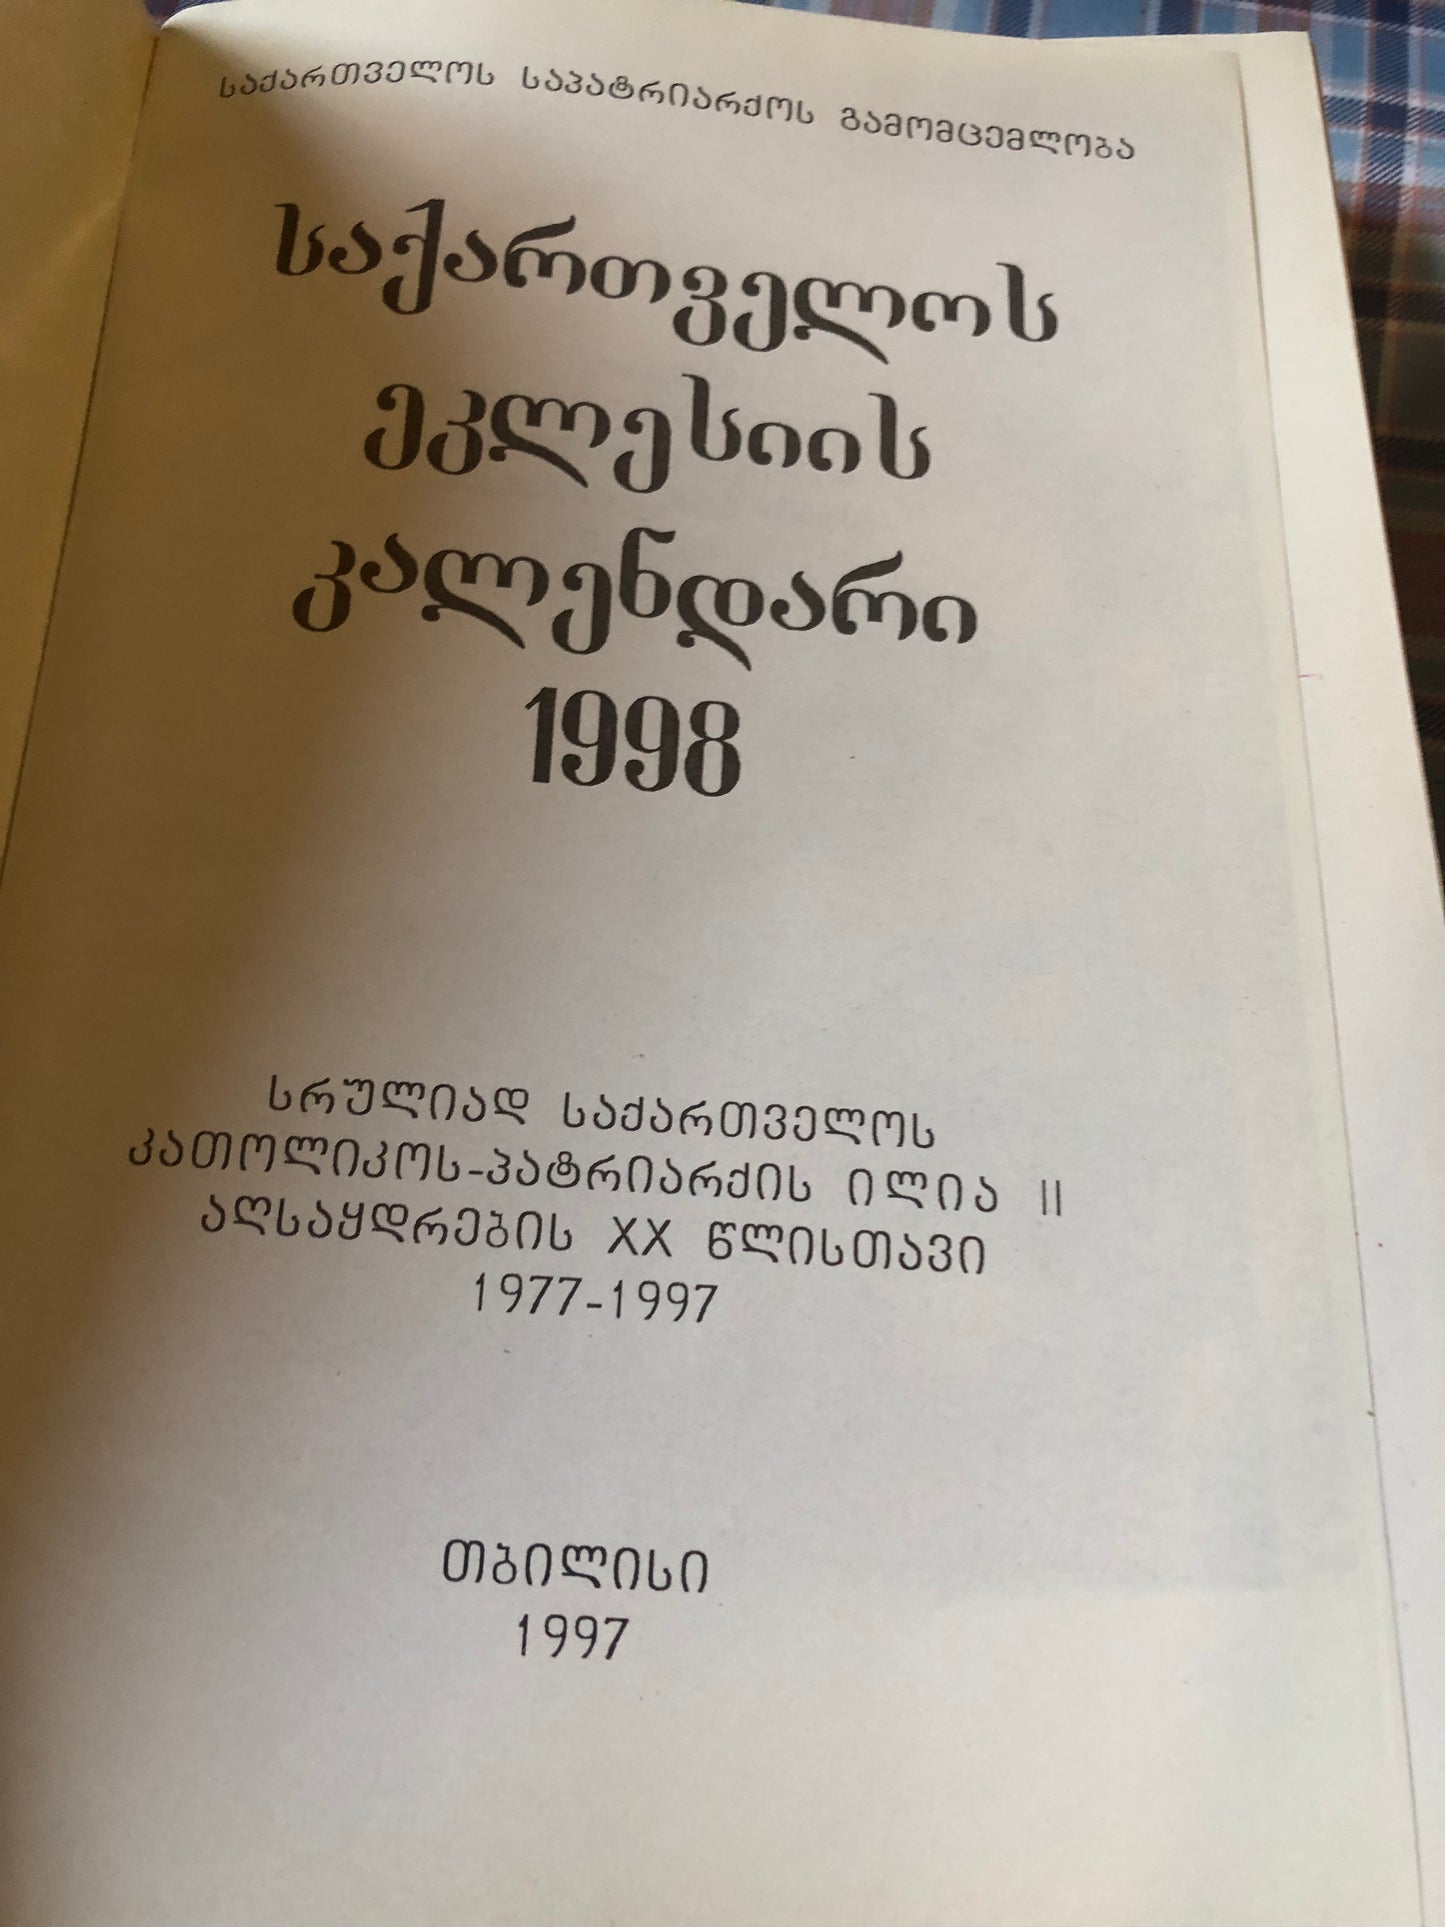 საქართველოს საპატრიარქოს გამომცემლობა
საქართველოს
ეკლესიის
კალენდარი
1998
სრულიად საქართველოს
კათოლიკოს-პატრიარქის ილია II
აღსაყდრების XX წლისთავი
1977-1997
თბილისი
1997